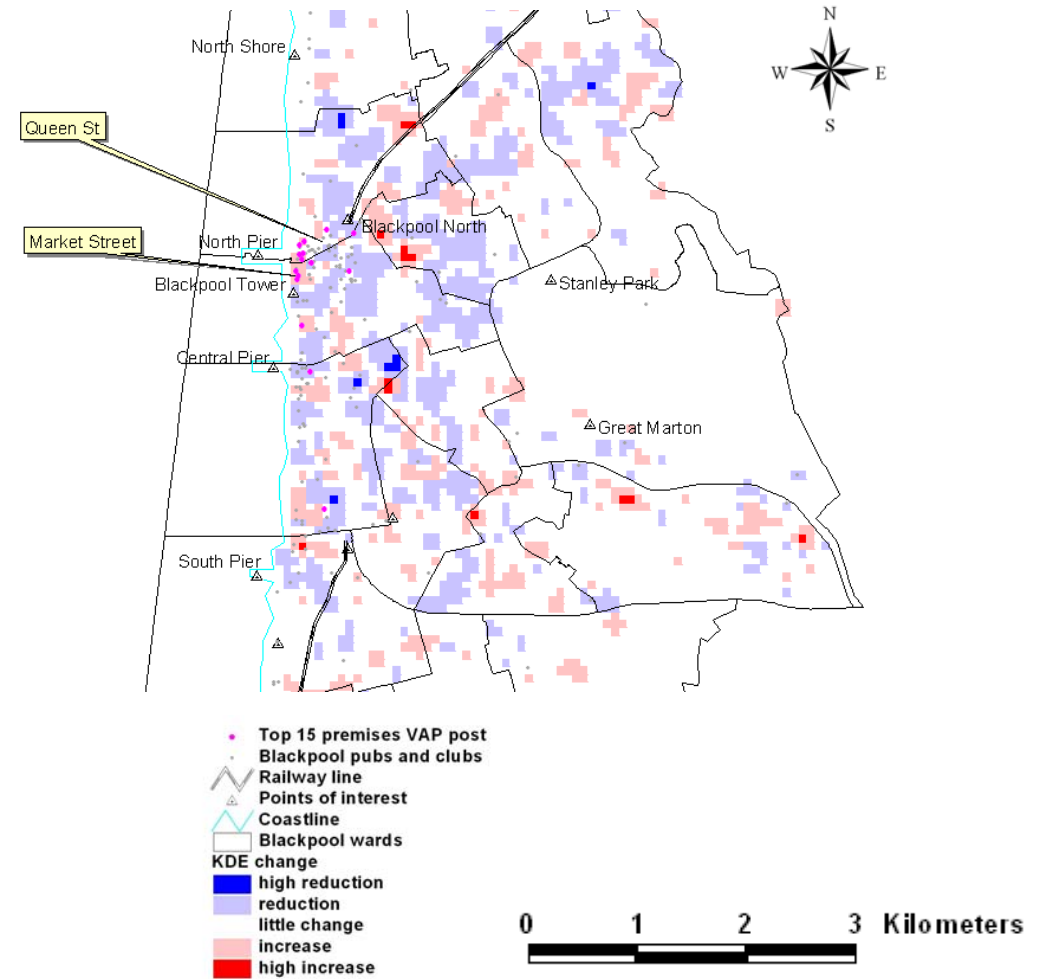 N
North Shore
W E
S
Queen St
Blackpool North
Market Street
North Pier
Stanley Park
Blackpool Tower
Central Pier
Great Marton
South Pier
Top 15 premises VAP post
Blackpool pubs and clubs
Railway line
Points of interest
Coastline
Blackpool wards
KDE change
high reduction
reduction
little change
increase
high increase
0 1 2 3 Kilometers